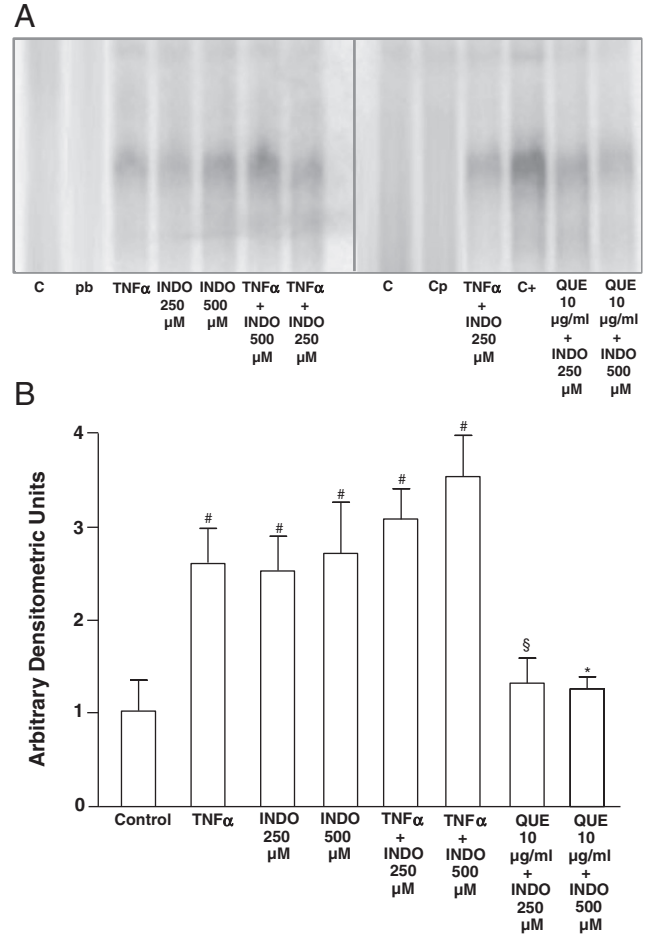 A
C
pb
TNFα
INDO
250
µM
INDO
500
µM
TNFα
+
INDO
500
µM
TNFα
+
INDO
250
µM
C
Cp
TNFα
+
INDO
250
µM
C+
QUE
10
µg/ml
+
INDO
250
µM
QUE
10
µg/ml
+
INDO
500
µM
B
Arbitrary Densitometric Units
4
3
2
1
0
#
#
#
#
#
§
*
Control
TNFα
INDO
250
µM
INDO
500
µM
TNFα
+
INDO
250
µM
TNFα
+
INDO
500
µM
QUE
10
µg/ml
+
INDO
250
µM
QUE
10
µg/ml
+
INDO
500
µM